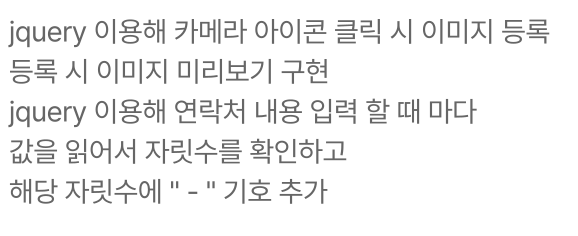 jquery 이용해 카메라 아이콘 클릭 시 이미지 등록
등록 시 이미지 미리보기 구현
jquery 이용해 연락처 내용 입력 할 때 마다
값을 읽어서 자릿수를 확인하고
해당 자릿수에 " - " 기호 추가